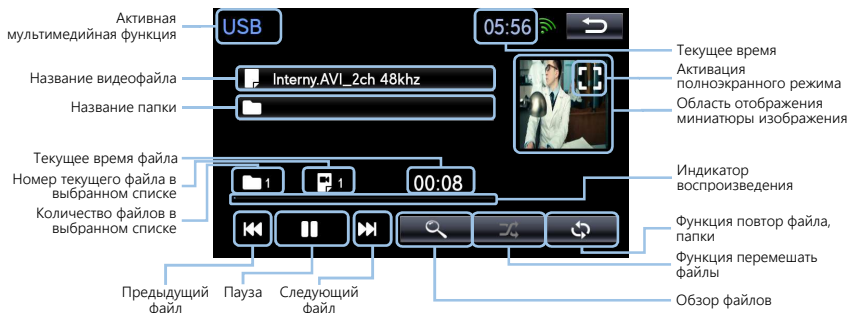 Активная
мультимедийная функция
USB
05:56
Текущее время
Название видеофайла
Interny.AVI_2ch 48khz
Активация
полноэкранного режима
Название папки
Область отображения
миниатюры изображения
Текущее время файла
Номер текущего файла в
выбранном списке
1
1
00:08
Индикатор
воспроизведения
Количество файлов в
выбранном списке
Функция повтор файла,
папки
Функция перемешать
файлы
Предыдущий
файл
Пауза
Следующий
файл
Обзор файлов